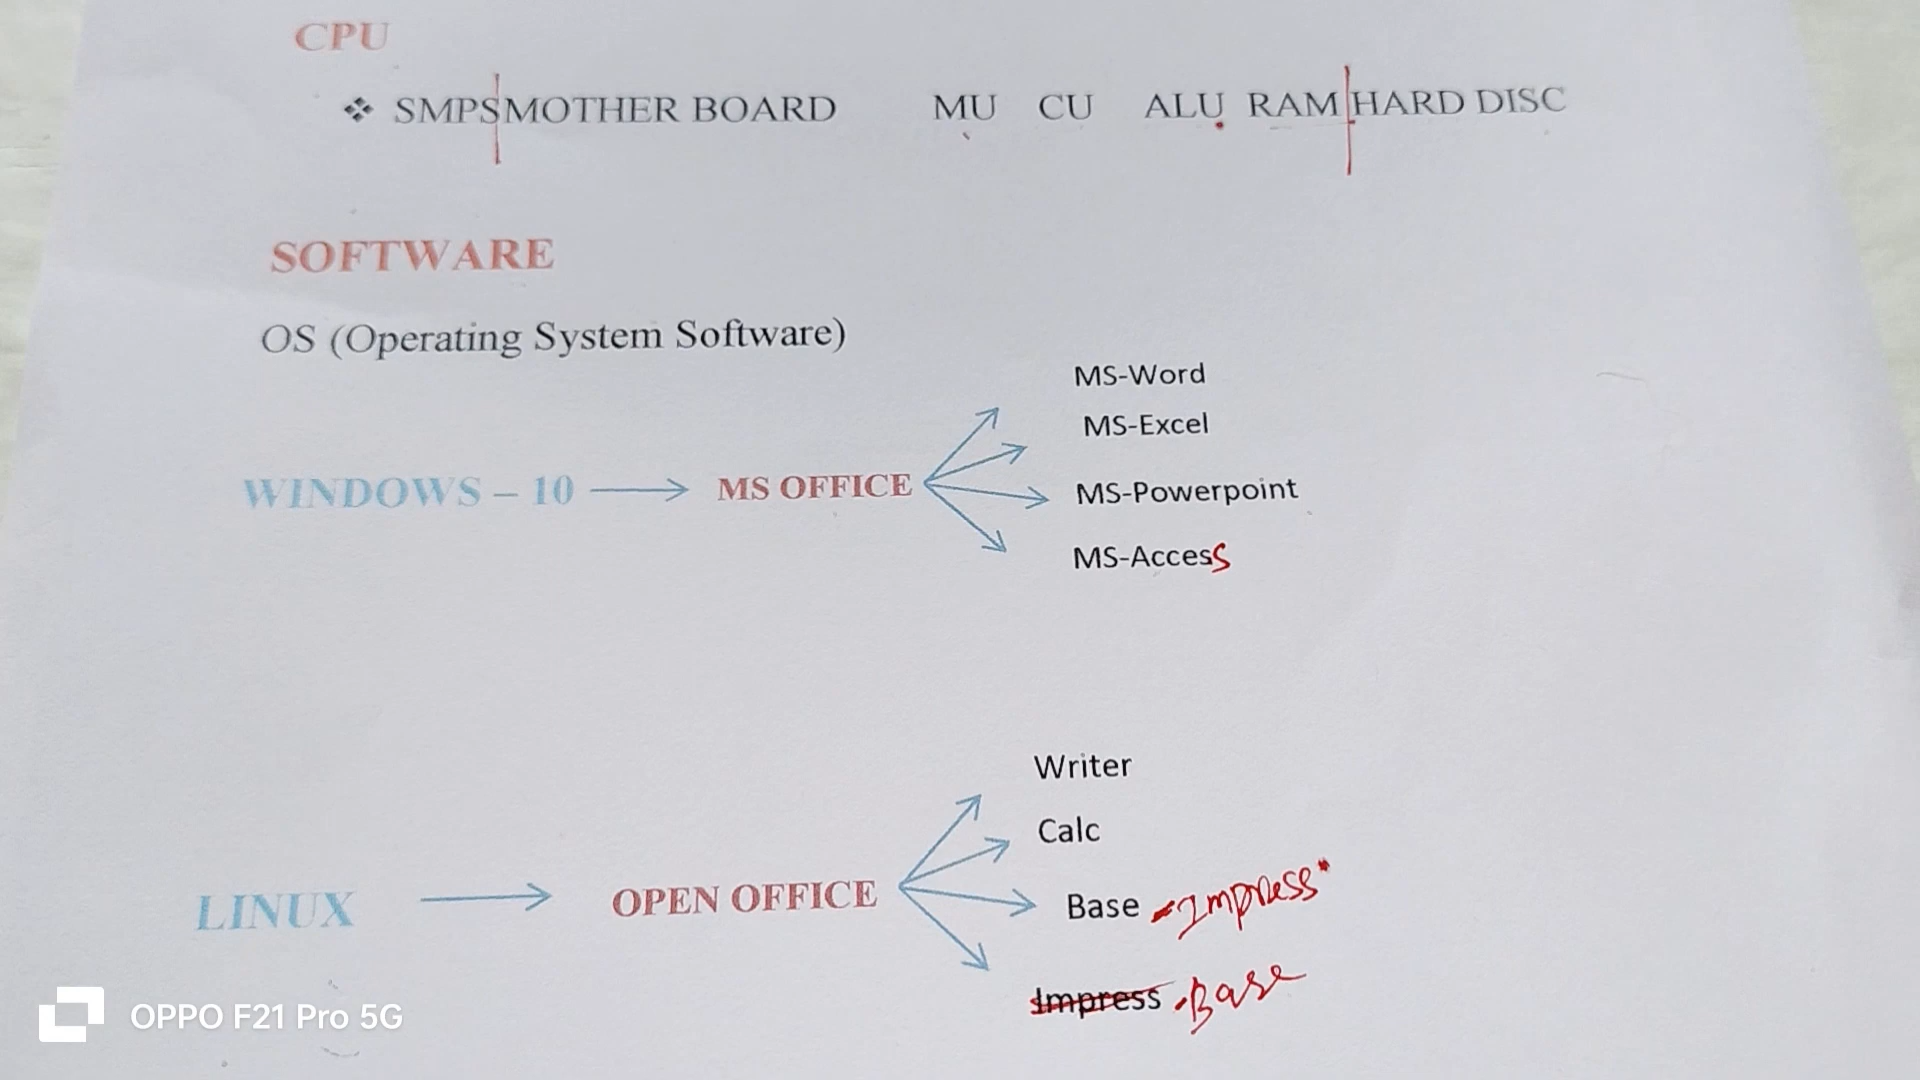 CPU
❖ SMPS MOTHER BOARD MU CU ALU RAM HARD DISC
SOFTWARE
OS (Operating System Software)
MS-Word
MS-Excel
WINDOWS – 10 → MS OFFICE MS-Powerpoint
MS-Access
Writer
Calc
LINUX → OPEN OFFICE Base -Impress
Impress -Base
OPPO F21 Pro 5G